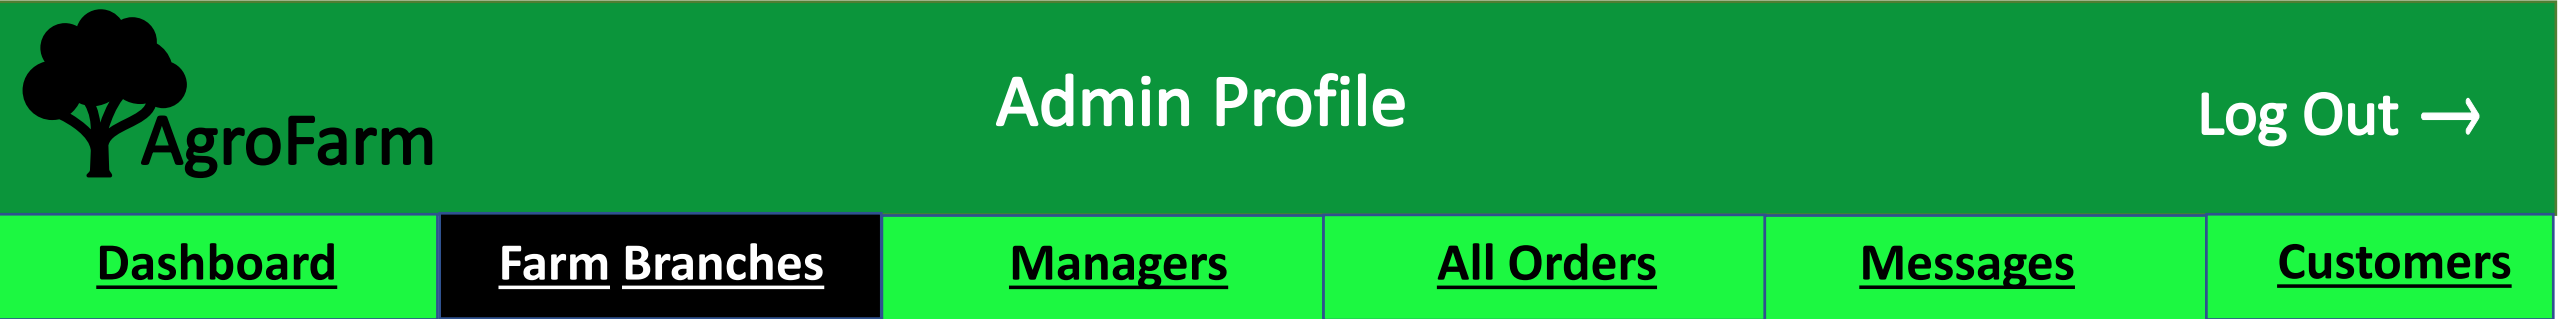 AgroFarm
Admin Profile
Log Out →
Dashboard
Farm Branches
Managers
All Orders
Messages
Customers